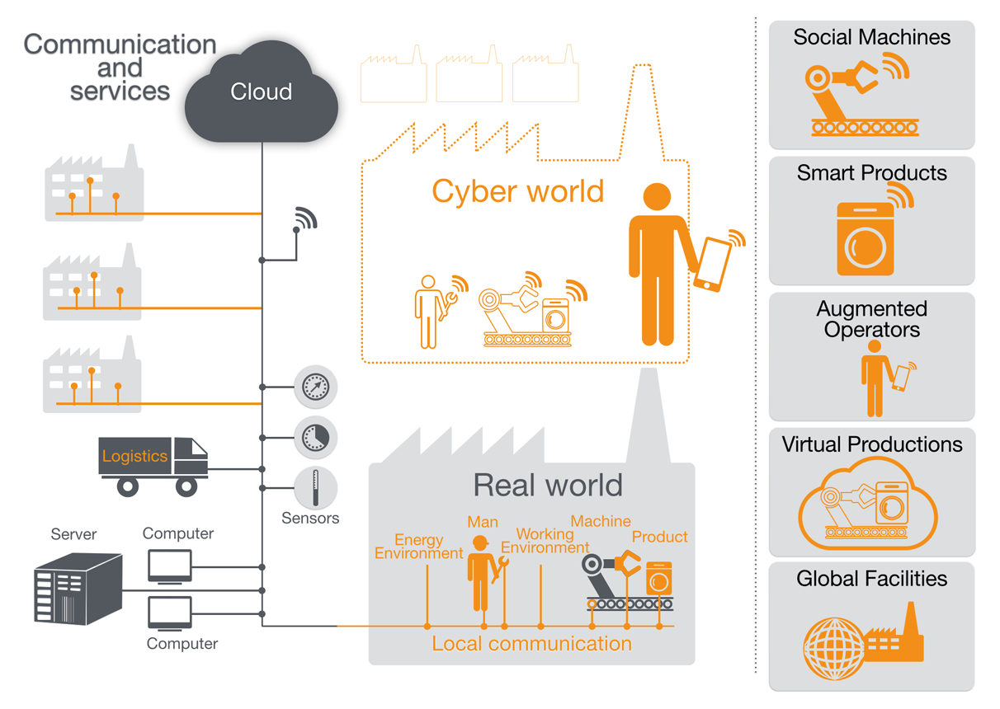 Communication
and
services
Cloud
Logistics
Sensors
Server
Computer
Computer
Cyber world
Real world
Energy
Environment
Man
Working
Environment
Machine
Product
Local communication
Social Machines
Smart Products
Augmented
Operators
Virtual Productions
Global Facilities